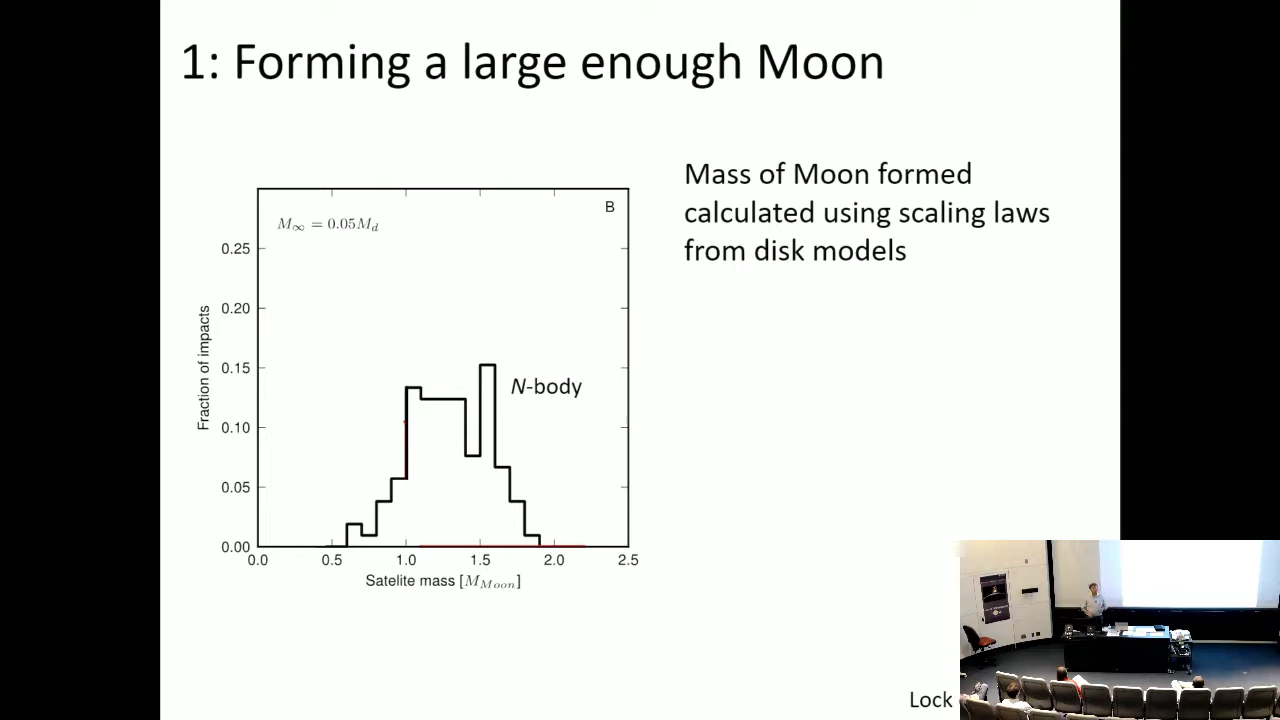 1: Forming a large enough Moon
Mass of Moon formed
calculated using scaling laws
from disk models
B
M∞ = 0.05Md
0.25
0.20
0.15
0.10
0.05
0.00
Fraction of impacts
N-body
0.0 0.5 1.0 1.5 2.0 2.5
Satelite mass [MMoon]
Lock